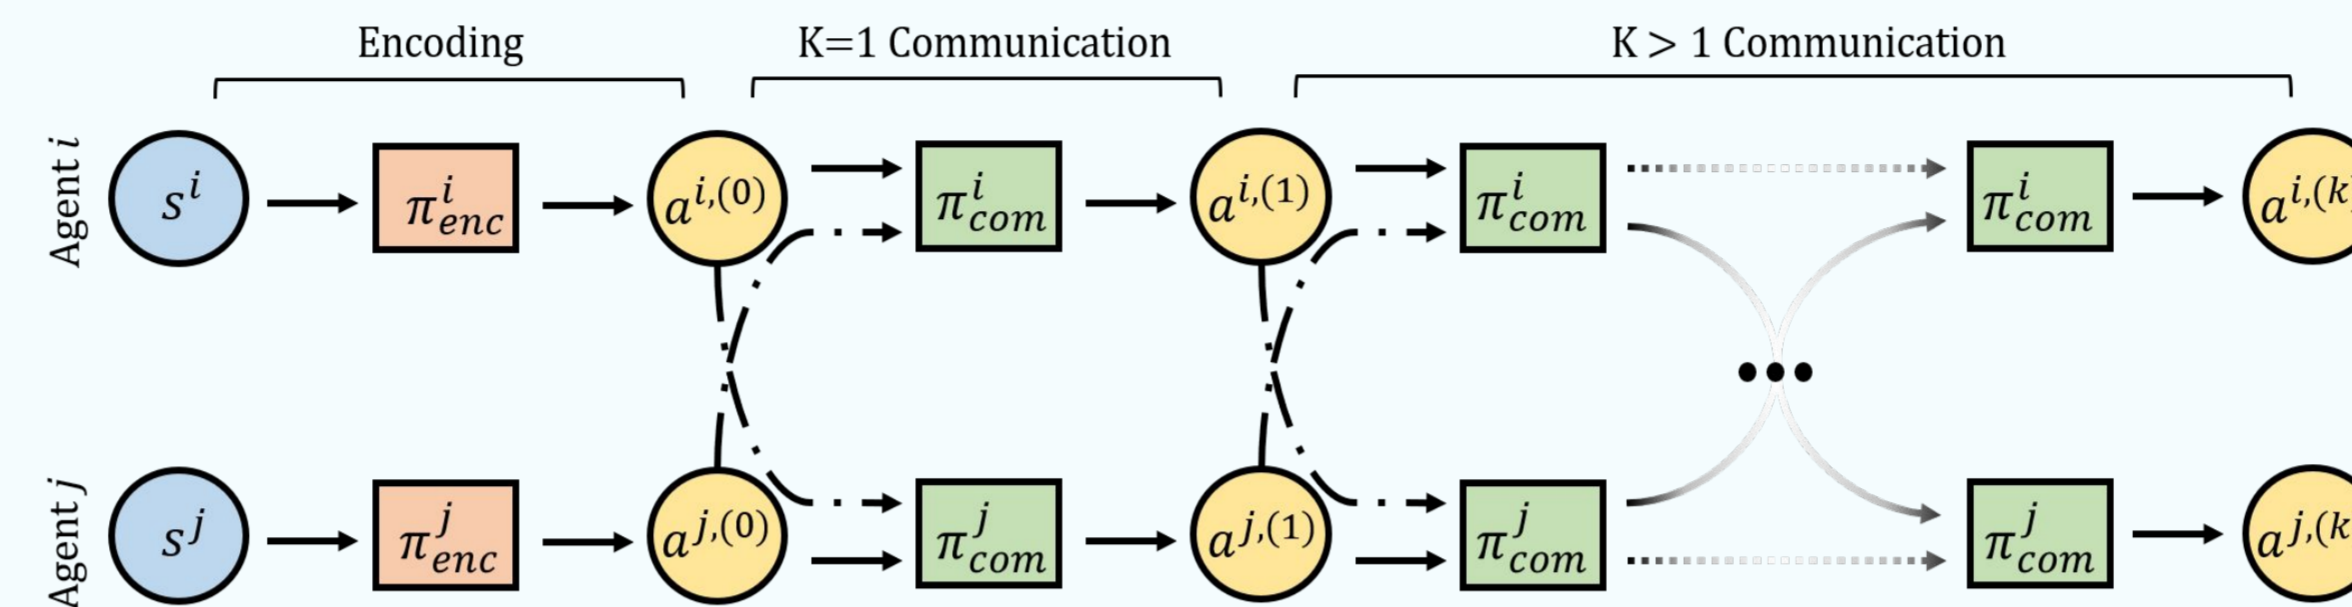 Encoding
K=1 Communication
K > 1 Communication
Agent i
s^i
π^i_enc
a^{i,(0)}
π^i_com
a^{i,(1)}
π^i_com
π^i_com
a^{i,(k
Agent j
s^j
π^j_enc
a^{j,(0)}
π^j_com
a^{j,(1)}
π^j_com
π^j_com
a^{j,(k